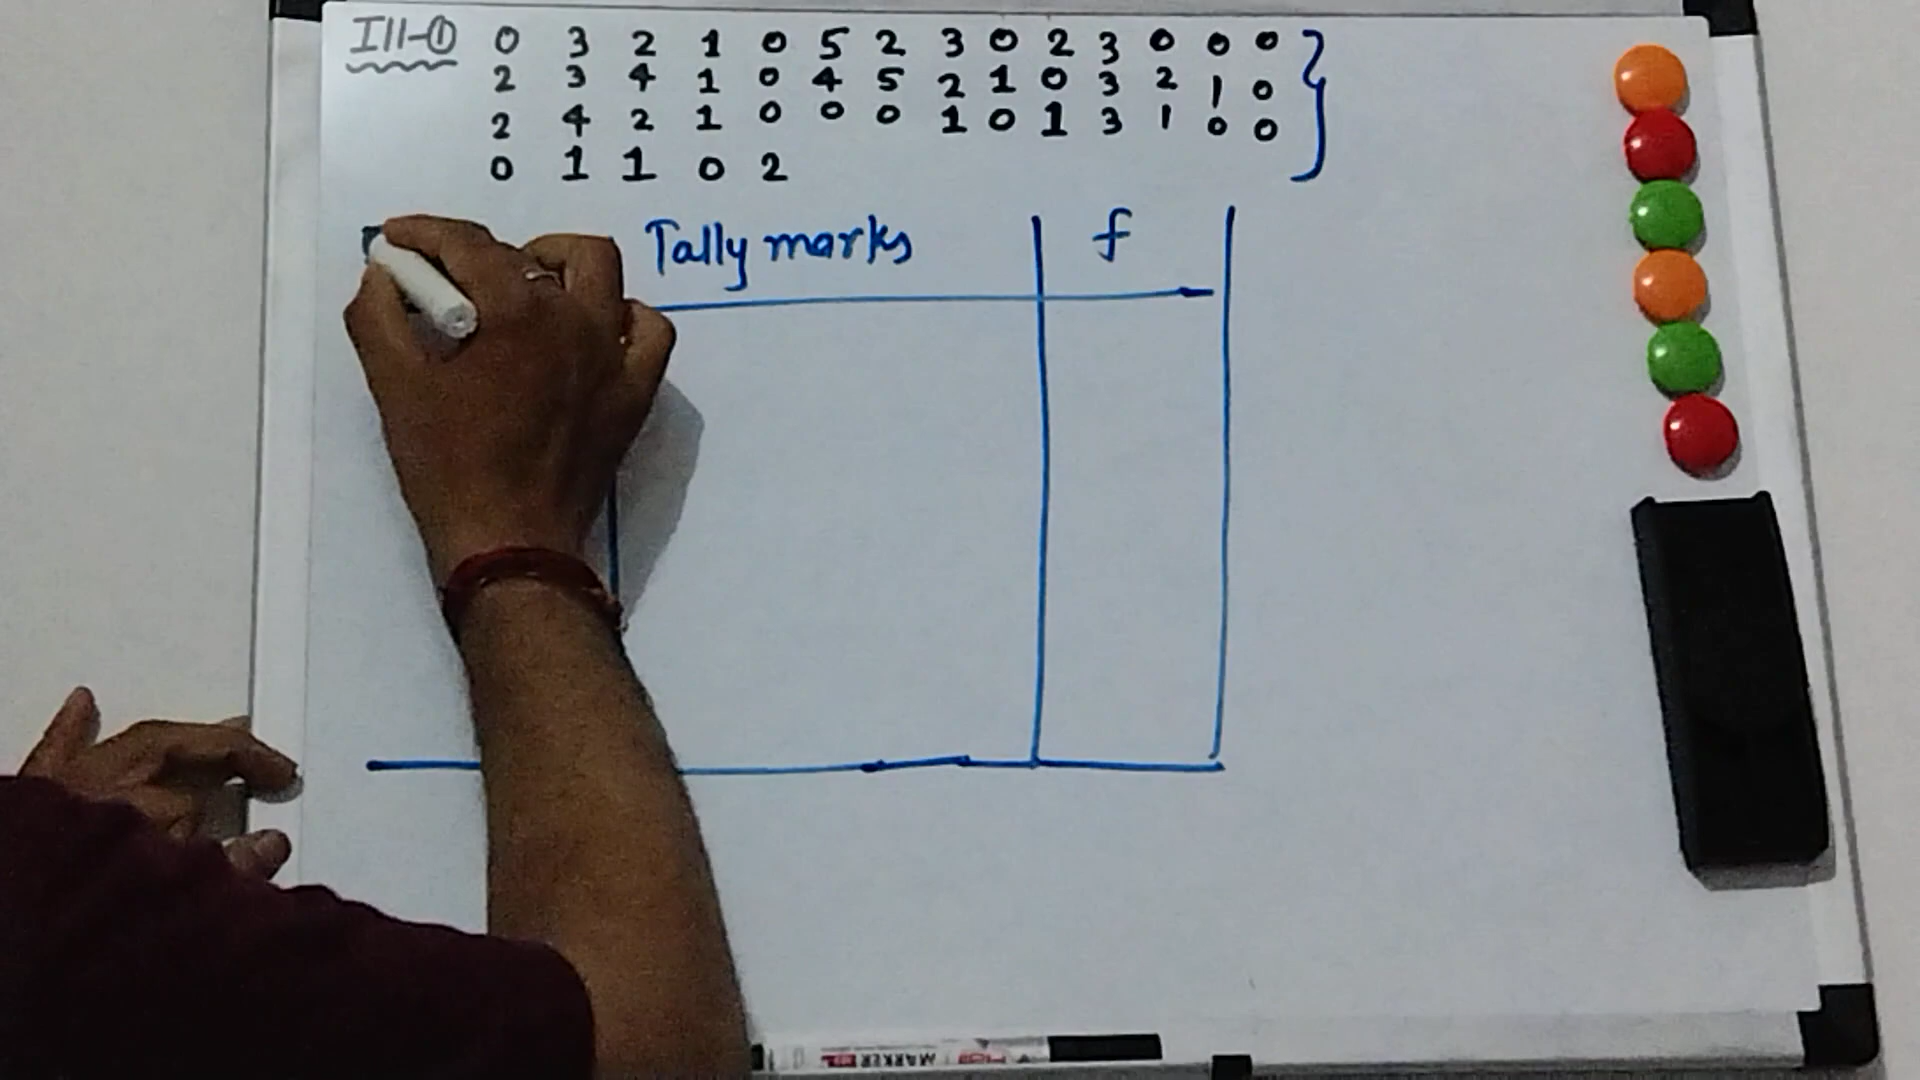 Ill-① 0 3 2 1 0 5 2 3 0 2 3 0 0 0
2 3 4 1 0 4 5 2 1 0 3 2 1 0
2 4 2 1 0 0 0 1 0 1 3 1 0 0
0 1 1 0 2
Tally marks f
MARKER